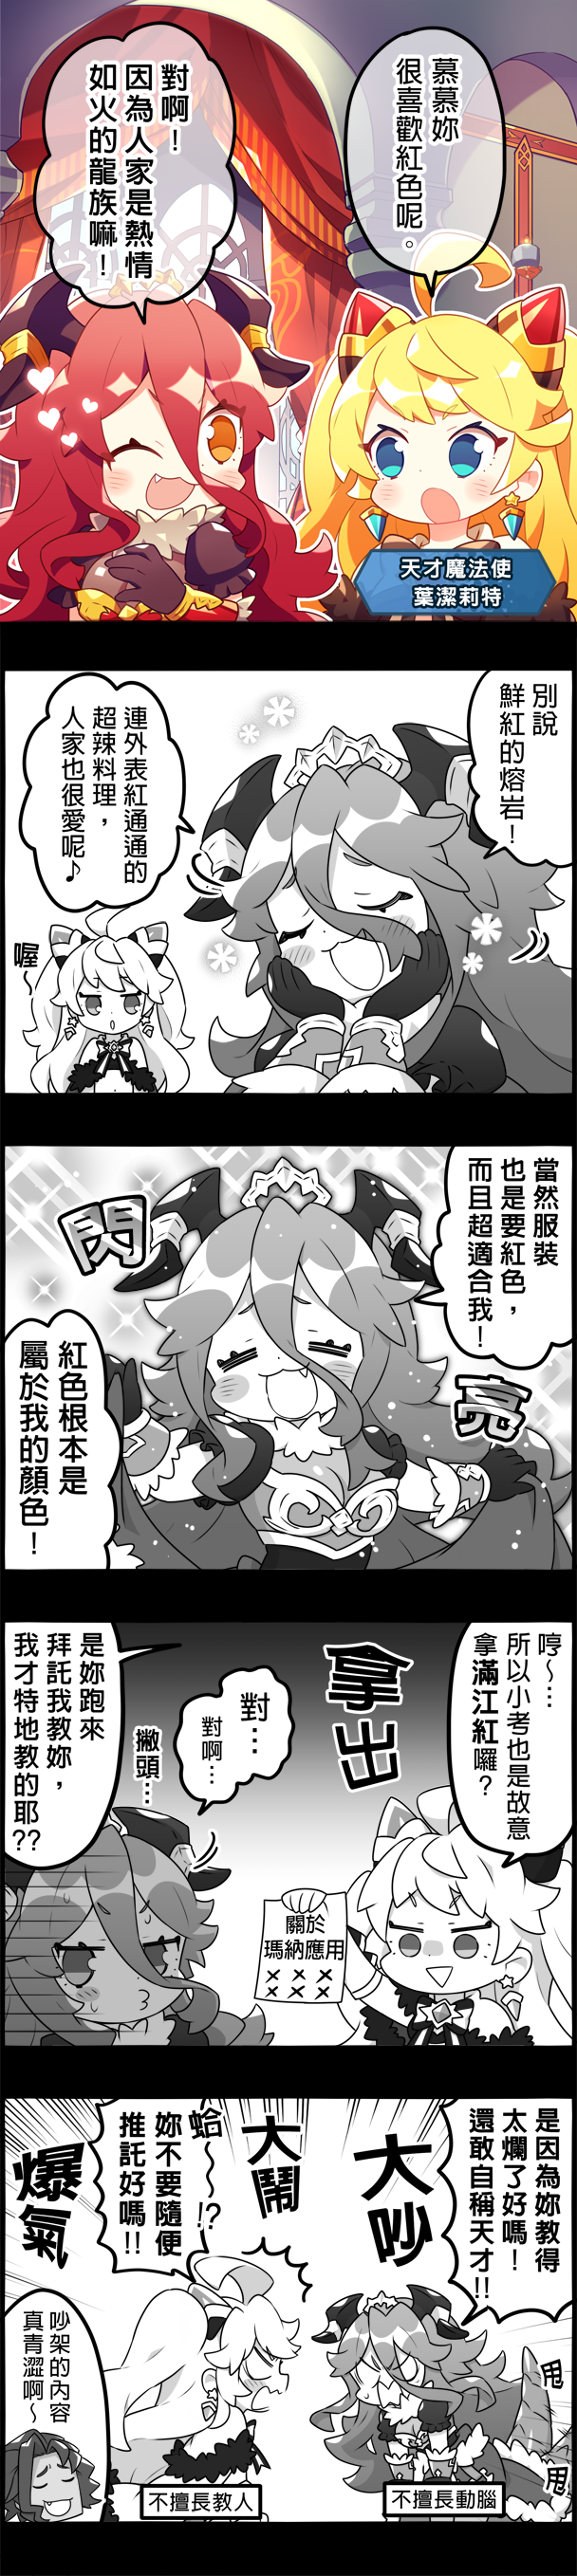 慕慕妳
很喜歡紅色呢。
對啊！
因為人家是熱情
如火的龍族嘛！
天才魔法使
葉潔莉特
別說
鮮紅的熔岩！
連外表紅通通的
超辣料理，
人家也很愛呢♪
喔～
當然服裝
也是要紅色，
而且超適合我！
閃
亮
紅色根本是
屬於我的顏色！
哼～…
所以小考也是故意
拿滿江紅囉？
拿出
關於
瑪納應用
×××
×××
對…
對啊…
撇頭…
是妳跑來
拜託我教妳，
我才特地教的耶??
是因為妳教得
太爛了好嗎！
還敢自稱天才!!
大吵
大鬧
蛤～～!?
妳不要隨便
推託好嗎!!
爆氣
甩
甩
不擅長動腦
不擅長教人
吵架的內容
真青澀啊～